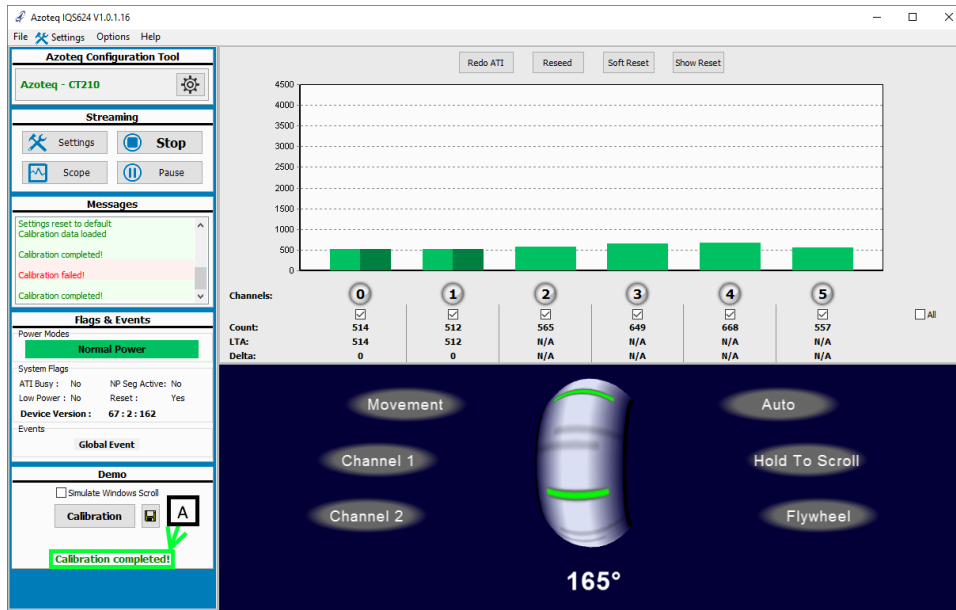 Azoteq IQS624 V1.0.1.16
File Settings Options Help
Azoteq Configuration Tool
Azoteq - CT210
Streaming
Settings Stop
Scope Pause
Messages
Settings reset to default
Calibration data loaded
Calibration completed!
Calibration failed!
Calibration completed!
Flags & Events
Power Modes
Normal Power
System Flags
ATI Busy : No NP Seg Active: No
Low Power : No Reset : Yes
Device Version : 67 : 2 : 162
Events
Global Event
Demo
Simulate Windows Scroll
Calibration A
Calibration completed!
Redo ATI Reseed Soft Reset Show Reset
4500
4000
3500
3000
2500
2000
1500
1000
500
0
Channels: 0 1 2 3 4 5
All
Count: 514 512 565 649 668 557
LTA: 514 512 N/A N/A N/A N/A
Delta: 0 0 N/A N/A N/A N/A
Movement Auto
Channel 1 Hold To Scroll
Channel 2 Flywheel
165°